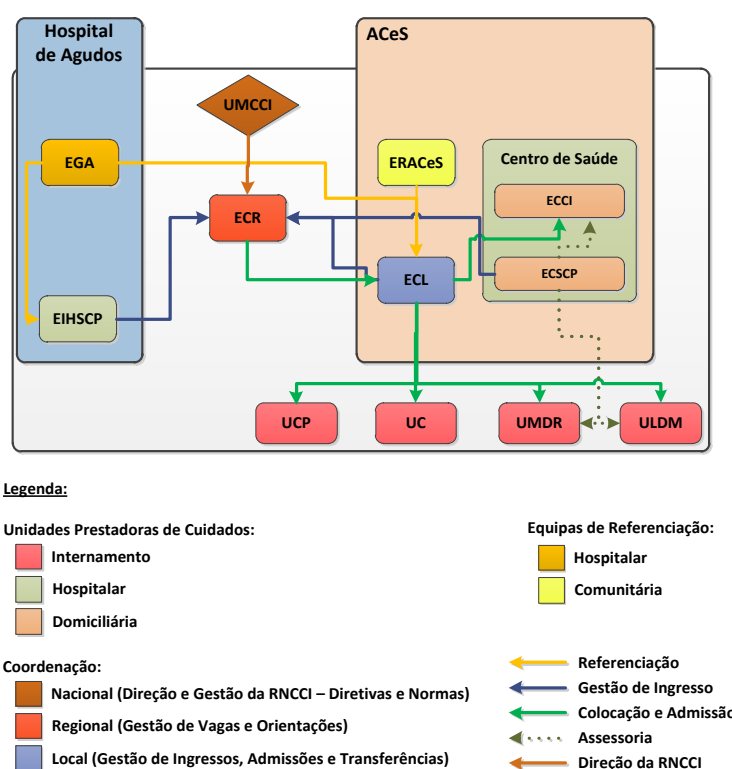 Hospital
de Agudos
ACeS
UMCCI
EGA
ERACeS
Centro de Saúde
ECCI
ECR
ECL
ECSCP
EIHSCP
UCP
UC
UMDR
ULDM
Legenda:
Unidades Prestadoras de Cuidados:
Internamento
Hospitalar
Domiciliária
Equipas de Referenciação:
Hospitalar
Comunitária
Coordenação:
Nacional (Direção e Gestão da RNCCI – Diretivas e Normas)
Regional (Gestão de Vagas e Orientações)
Local (Gestão de Ingressos, Admissões e Transferências)
Referenciação
Gestão de Ingresso
Colocação e Admissão
Assessoria
Direção da RNCCI